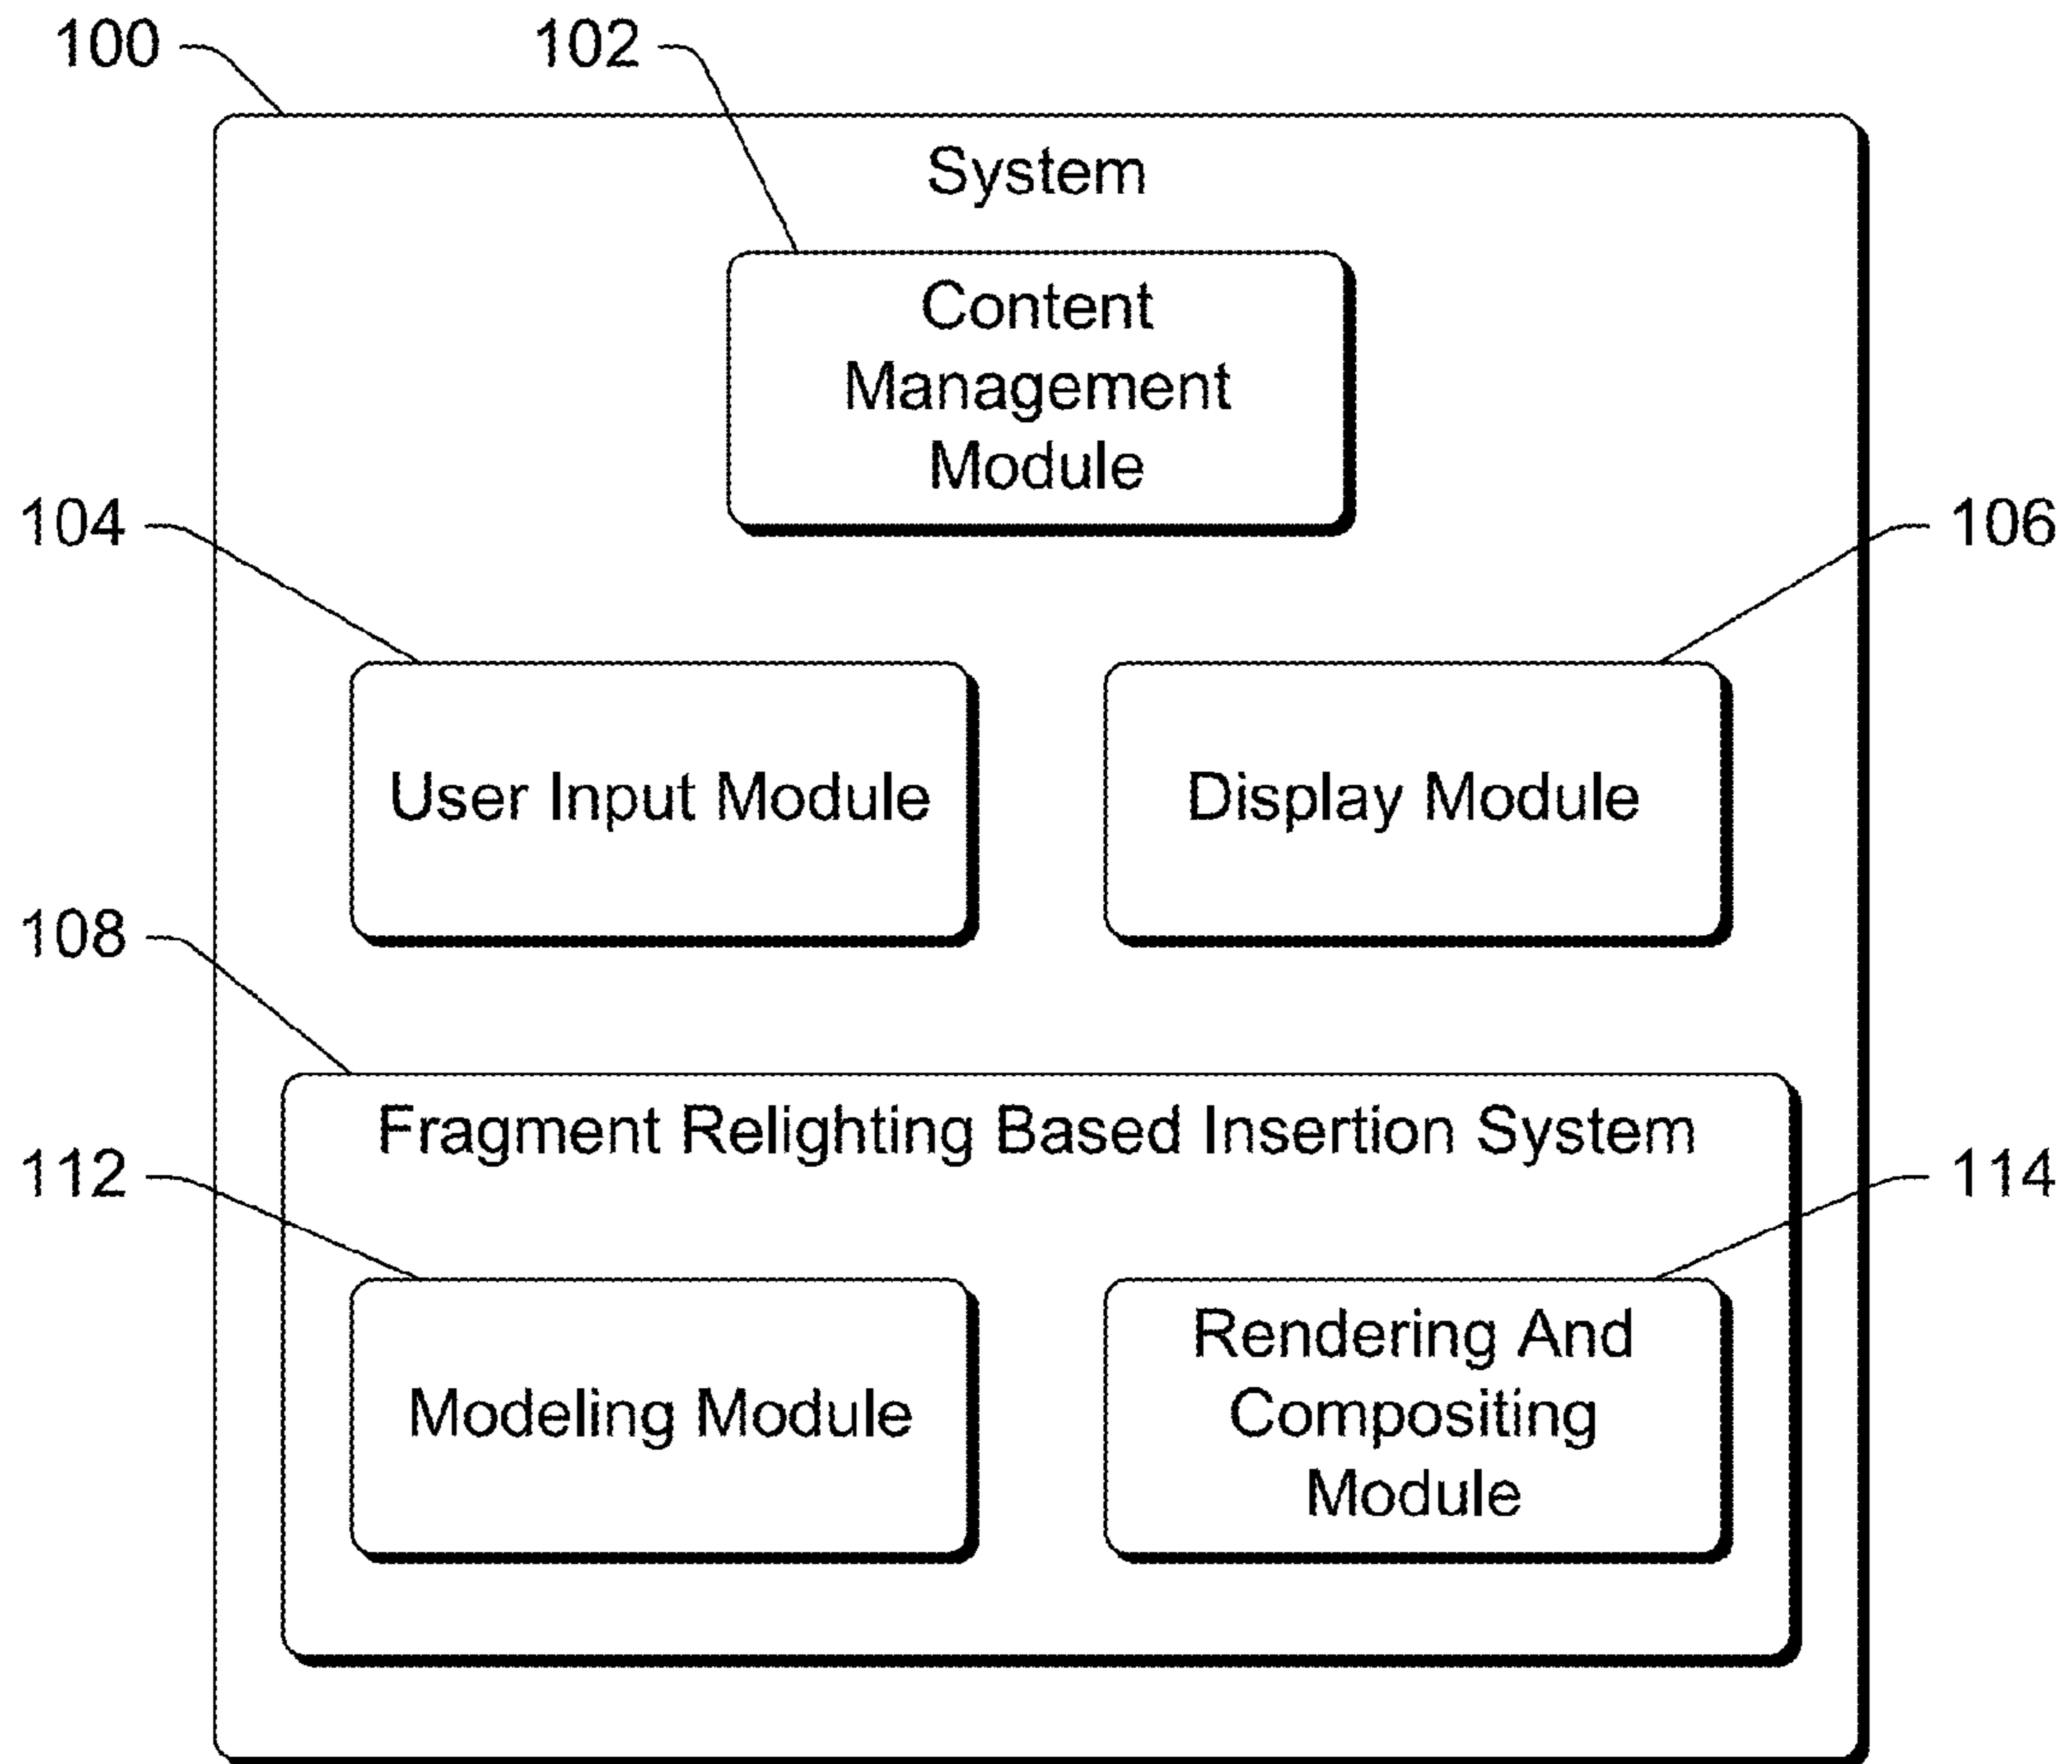 100
102
System
Content
Management
Module
104
106
User Input Module
Display Module
108
Fragment Relighting Based Insertion System
112
114
Modeling Module
Rendering And
Compositing
Module